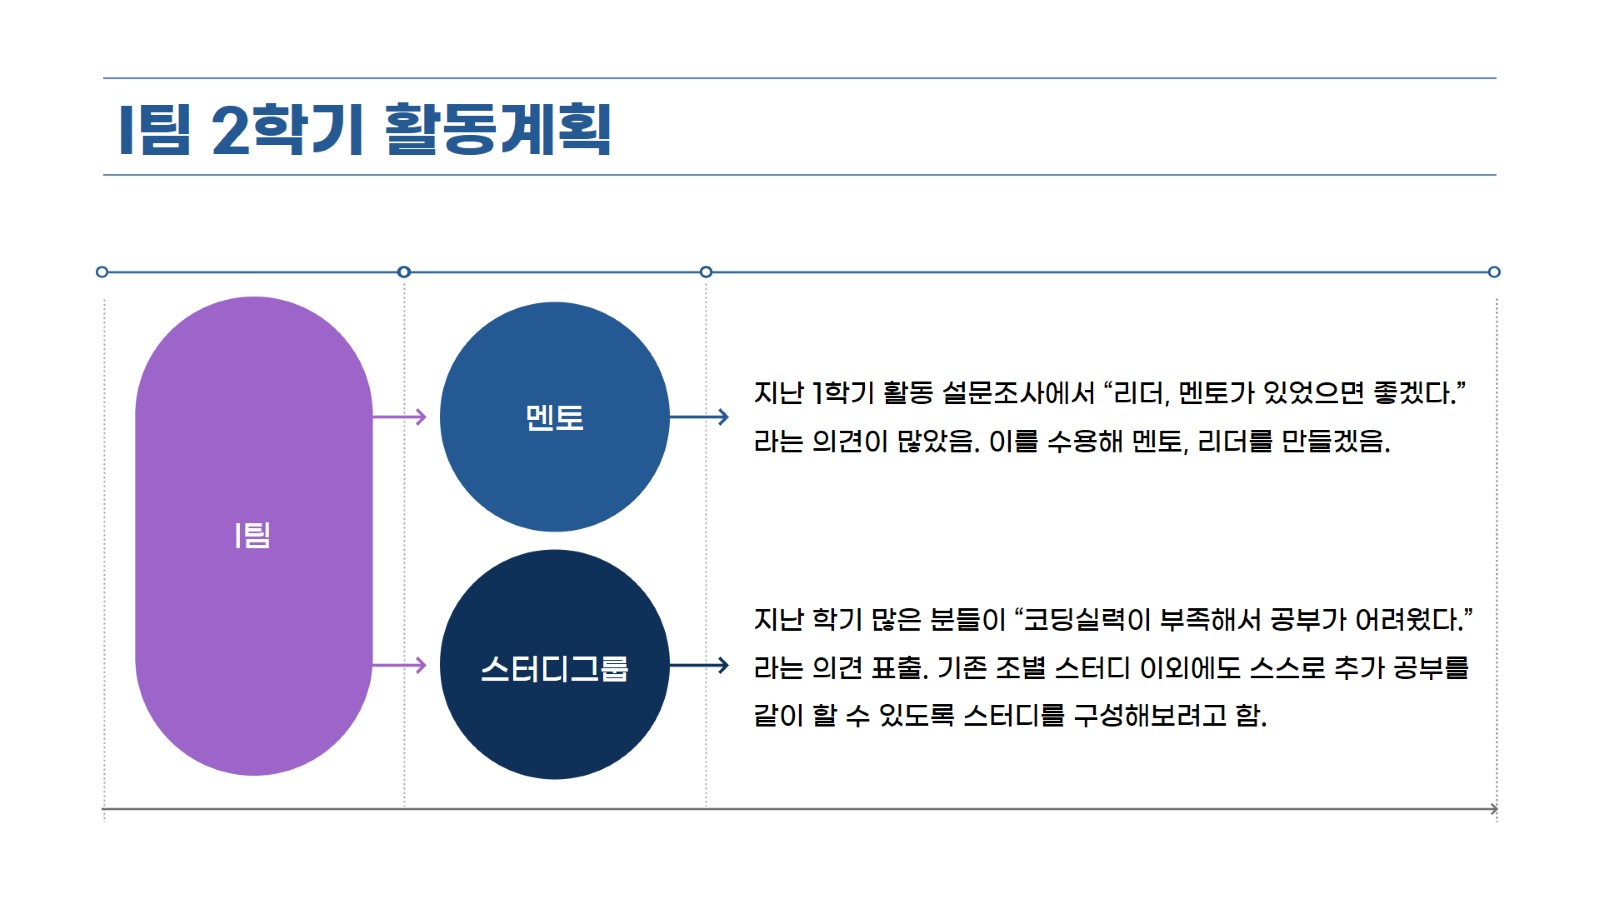 I팀 2학기 활동계획
I팀
멘토
지난 1학기 활동 설문조사에서 “리더, 멘토가 있었으면 좋겠다.”
라는 의견이 많았음. 이를 수용해 멘토, 리더를 만들겠음.
스터디그룹
지난 학기 많은 분들이 “코딩실력이 부족해서 공부가 어려웠다.”
라는 의견 표출. 기존 조별 스터디 이외에도 스스로 추가 공부를
같이 할 수 있도록 스터디를 구성해보려고 함.